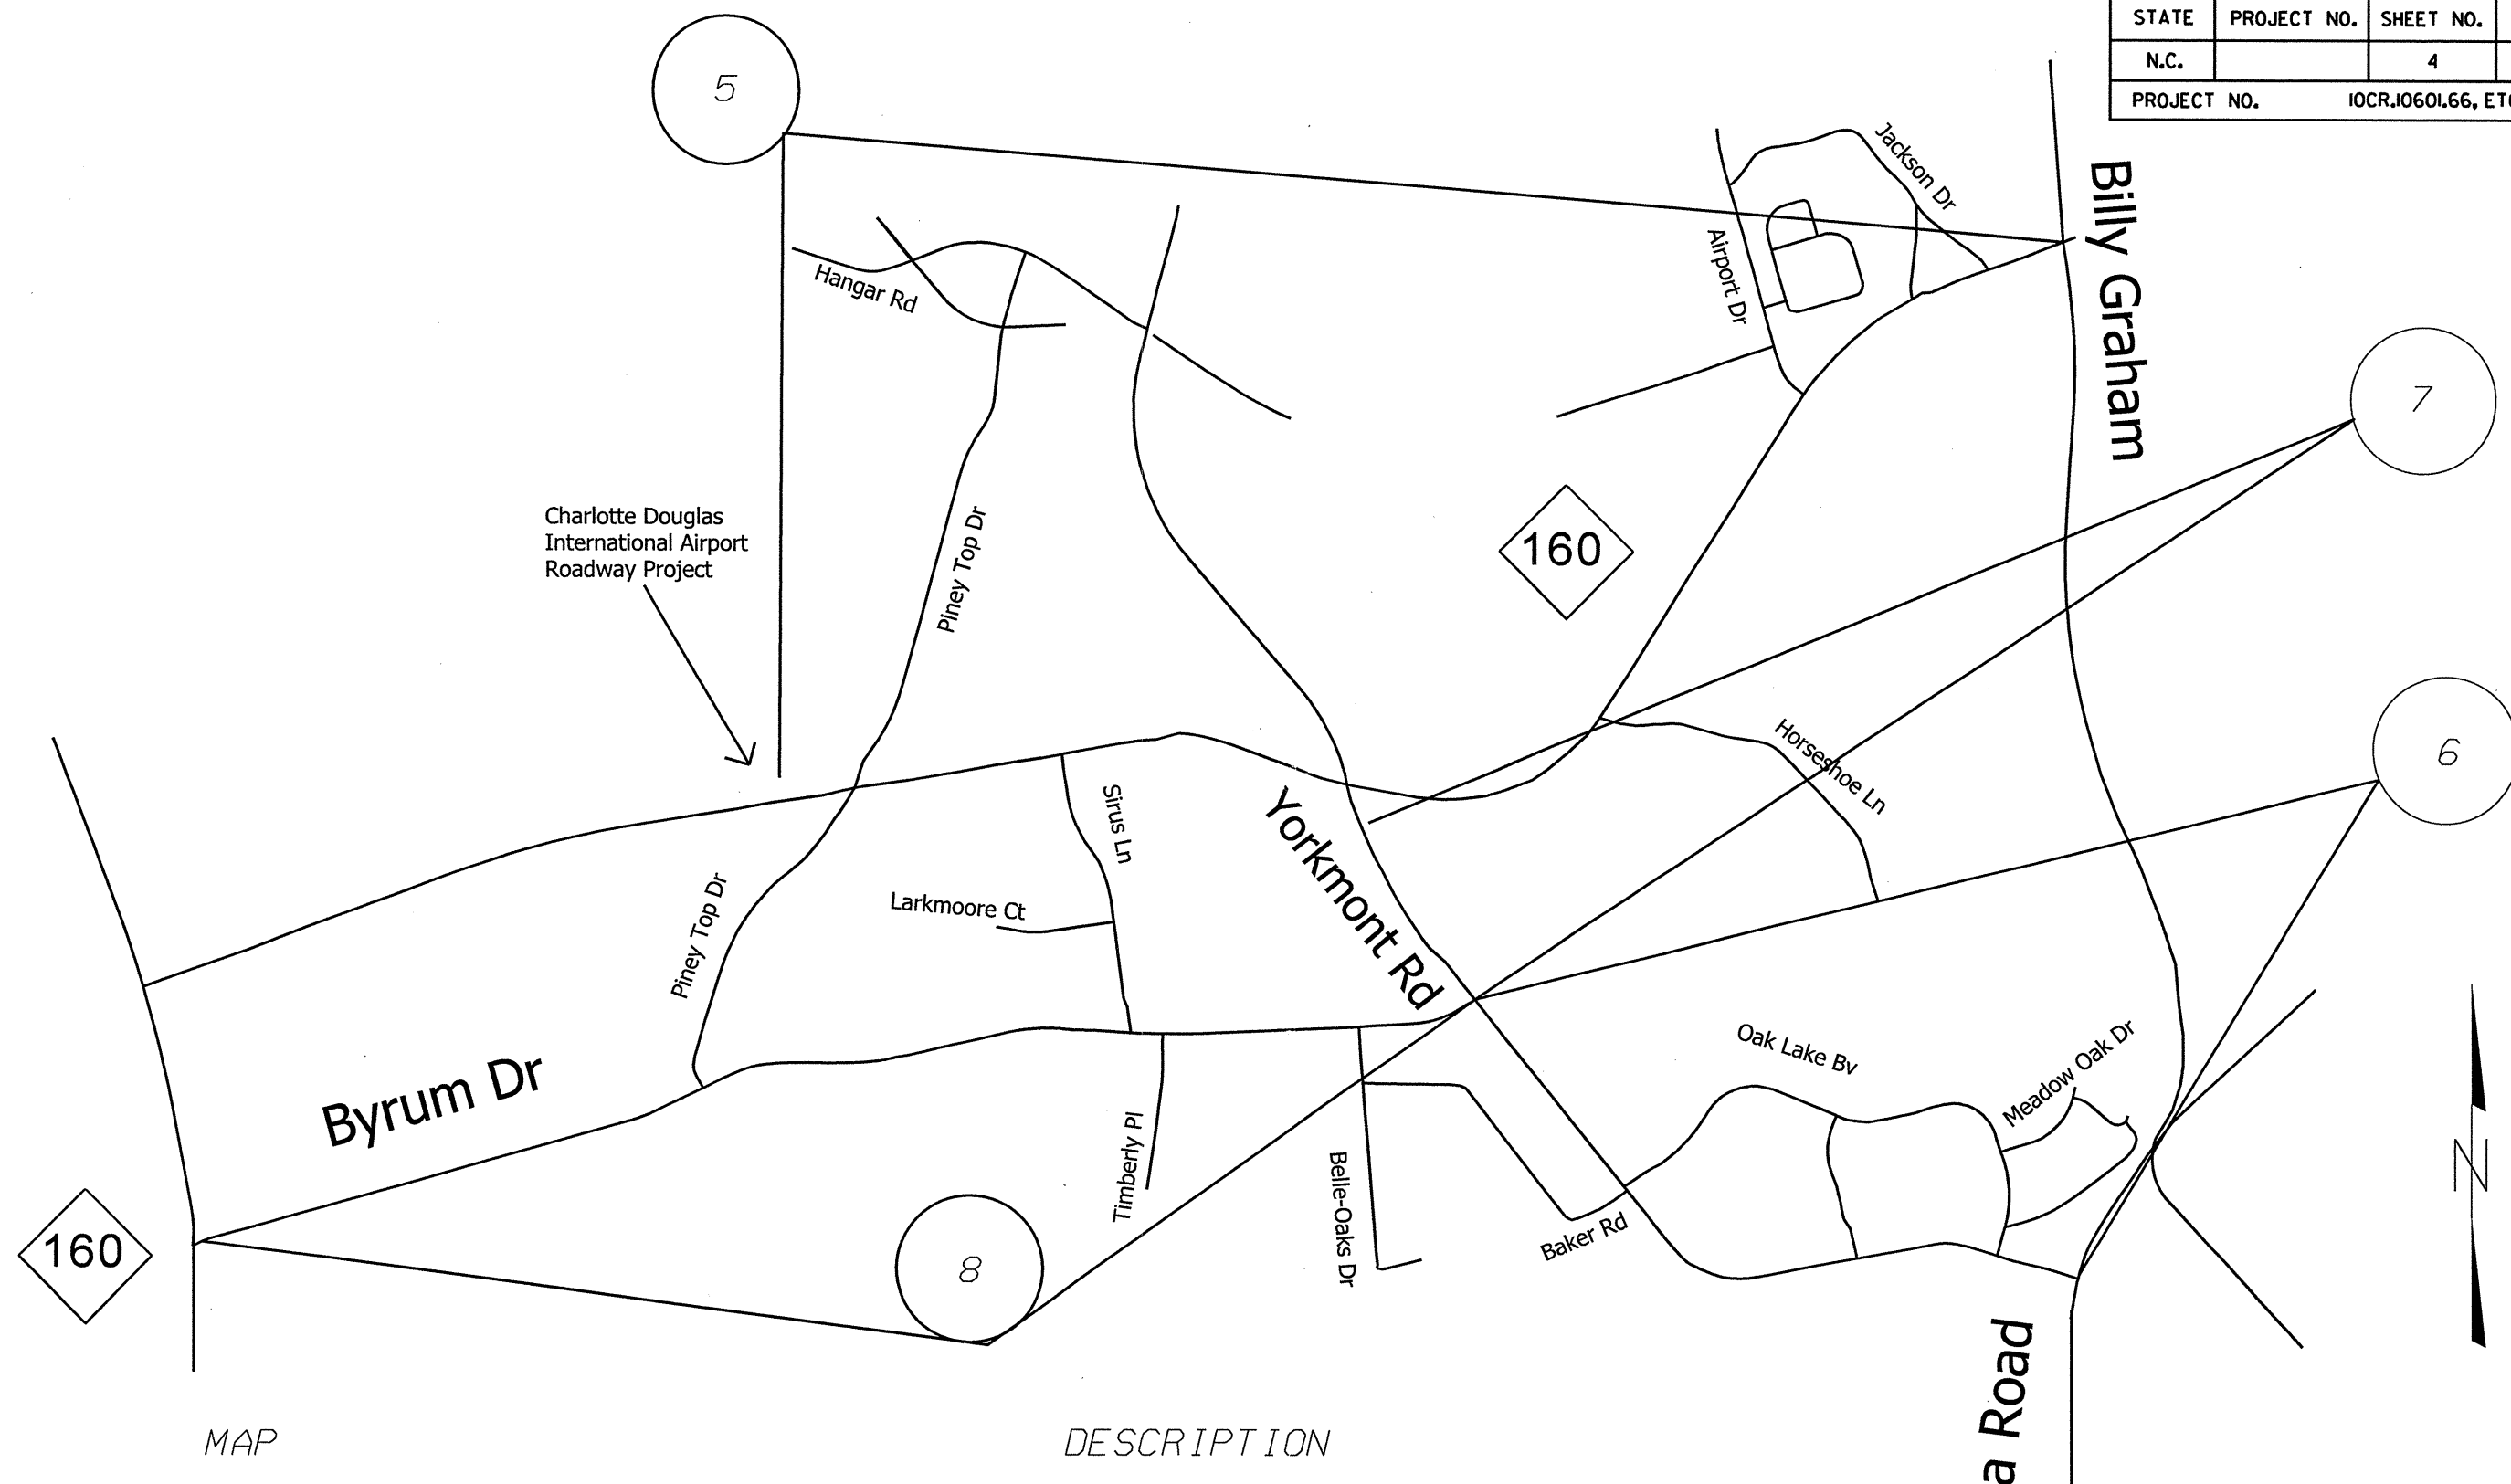 STATE PROJECT NO. SHEET NO.
N.C. 4
PROJECT NO. 10CR.10601.66,
5
Jackson Dr
Billy Graham
Airport Dr
Hangar Rd
7
Charlotte Douglas
International Airport
Roadway Project
Piney Top Dr
160
6
Horseshoe Ln
Sirus Ln
Yorkmont Rd
Larkmoore Ct
Piney Top Dr
Oak Lake Bv
Meadow Oak Dr
Byrum Dr
Timberly Pl
Belle-Oaks Dr
Baker Rd
N
160
8
Road
MAP DESCRIPTION